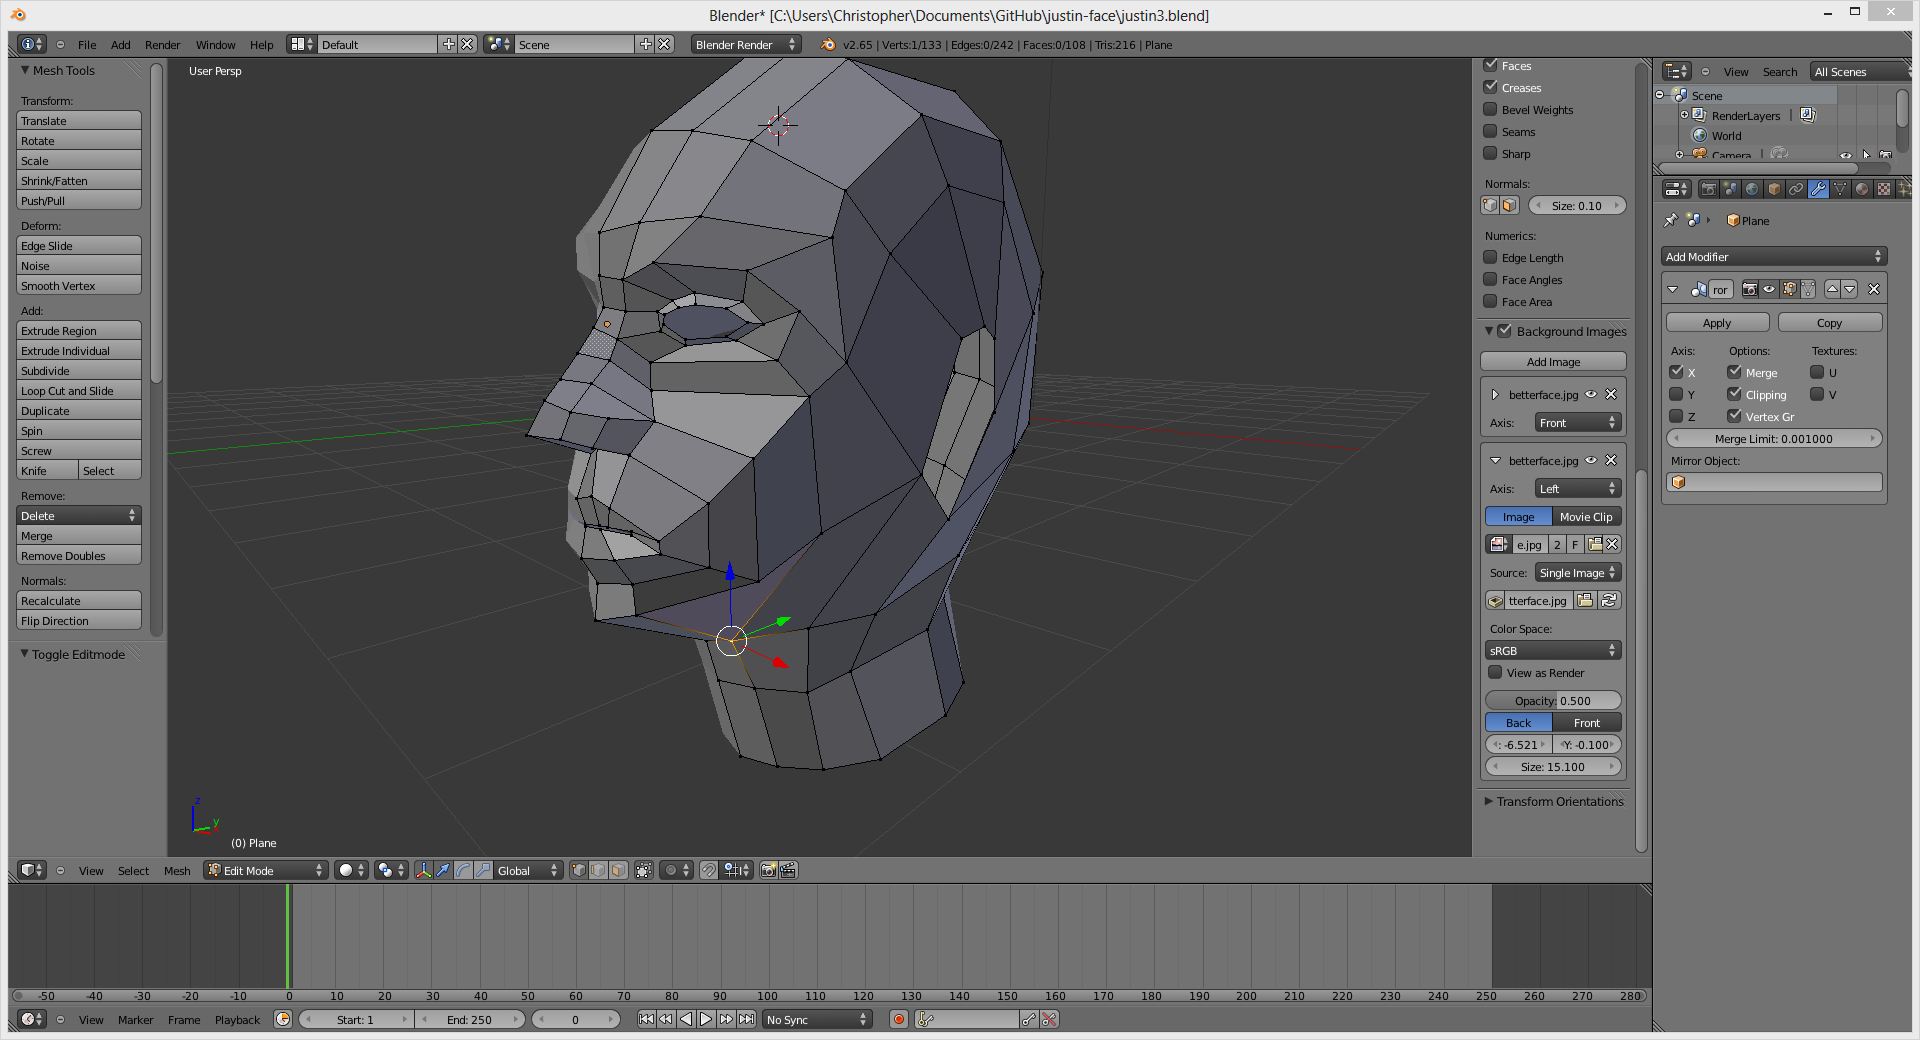 Blender* [C:\Users\Christopher\Documents\GitHub\justin-face\justin3.blend]
File Add Render Window Help Default Scene Blender Render v2.65 | Verts:1/133 | Edges:0/242 | Faces:0/108 | Tris:216 | Plane
Mesh Tools
Transform:
Translate
Rotate
Scale
Shrink/Fatten
Push/Pull
Deform:
Edge Slide
Noise
Smooth Vertex
Add:
Extrude Region
Extrude Individual
Subdivide
Loop Cut and Slide
Duplicate
Spin
Screw
Knife Select
Remove:
Delete
Merge
Remove Doubles
Normals:
Recalculate
Flip Direction
Toggle Editmode
User Persp
z
y
(0) Plane
Faces
Creases
Bevel Weights
Seams
Sharp
Normals:
Size: 0.10
Numerics:
Edge Length
Face Angles
Face Area
Background Images
Add Image
betterface.jpg
Axis: Front
betterface.jpg
Axis: Left
Image Movie Clip
e.jpg 2 F
Source: Single Image
tterface.jpg
Color Space:
sRGB
View as Render
Opacity: 0.500
Back Front
: -6.521 Y: -0.100
Size: 15.100
Transform Orientations
View Search All Scenes
Scene
RenderLayers |
World
Camera |
Plane
Add Modifier
ror
Apply Copy
Axis: Options: Textures:
X Merge U
Y Clipping V
Z Vertex Gr
Merge Limit: 0.001000
Mirror Object:
View Select Mesh Edit Mode Global
-50 -40 -30 -20 -10 0 10 20 30 40 50 60 70 80 90 100 110 120 130 140 150 160 170 180 190 200 210 220 230 240 250 260 270 280
View Marker Frame Playback Start: 1 End: 250 0 No Sync